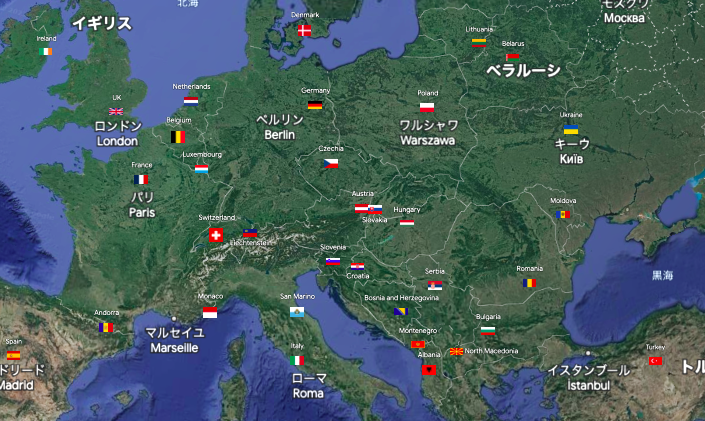 北海
モスクワ
Москва
イギリス
Denmark
Ireland
Lithuania
Belarus
ベラルーシ
Netherlands
Germany
Poland
UK
ロンドン
London
Belgium
ベルリン
Berlin
ワルシャワ
Warszawa
Ukraine
キーウ
Київ
Luxembourg
Czechia
France
パリ
Paris
Austria
Slovakia
Hungary
Moldova
Switzerland
Liechtenstein
Slovenia
Croatia
Serbia
Romania
黒海
Monaco
San Marino
Bosnia and Herzegovina
Andorra
マルセイユ
Marseille
Bulgaria
Montenegro
Spain
Italy
Albania
North Macedonia
Turkey
ドリード
Madrid
ローマ
Roma
イスタンブール
İstanbul
トル